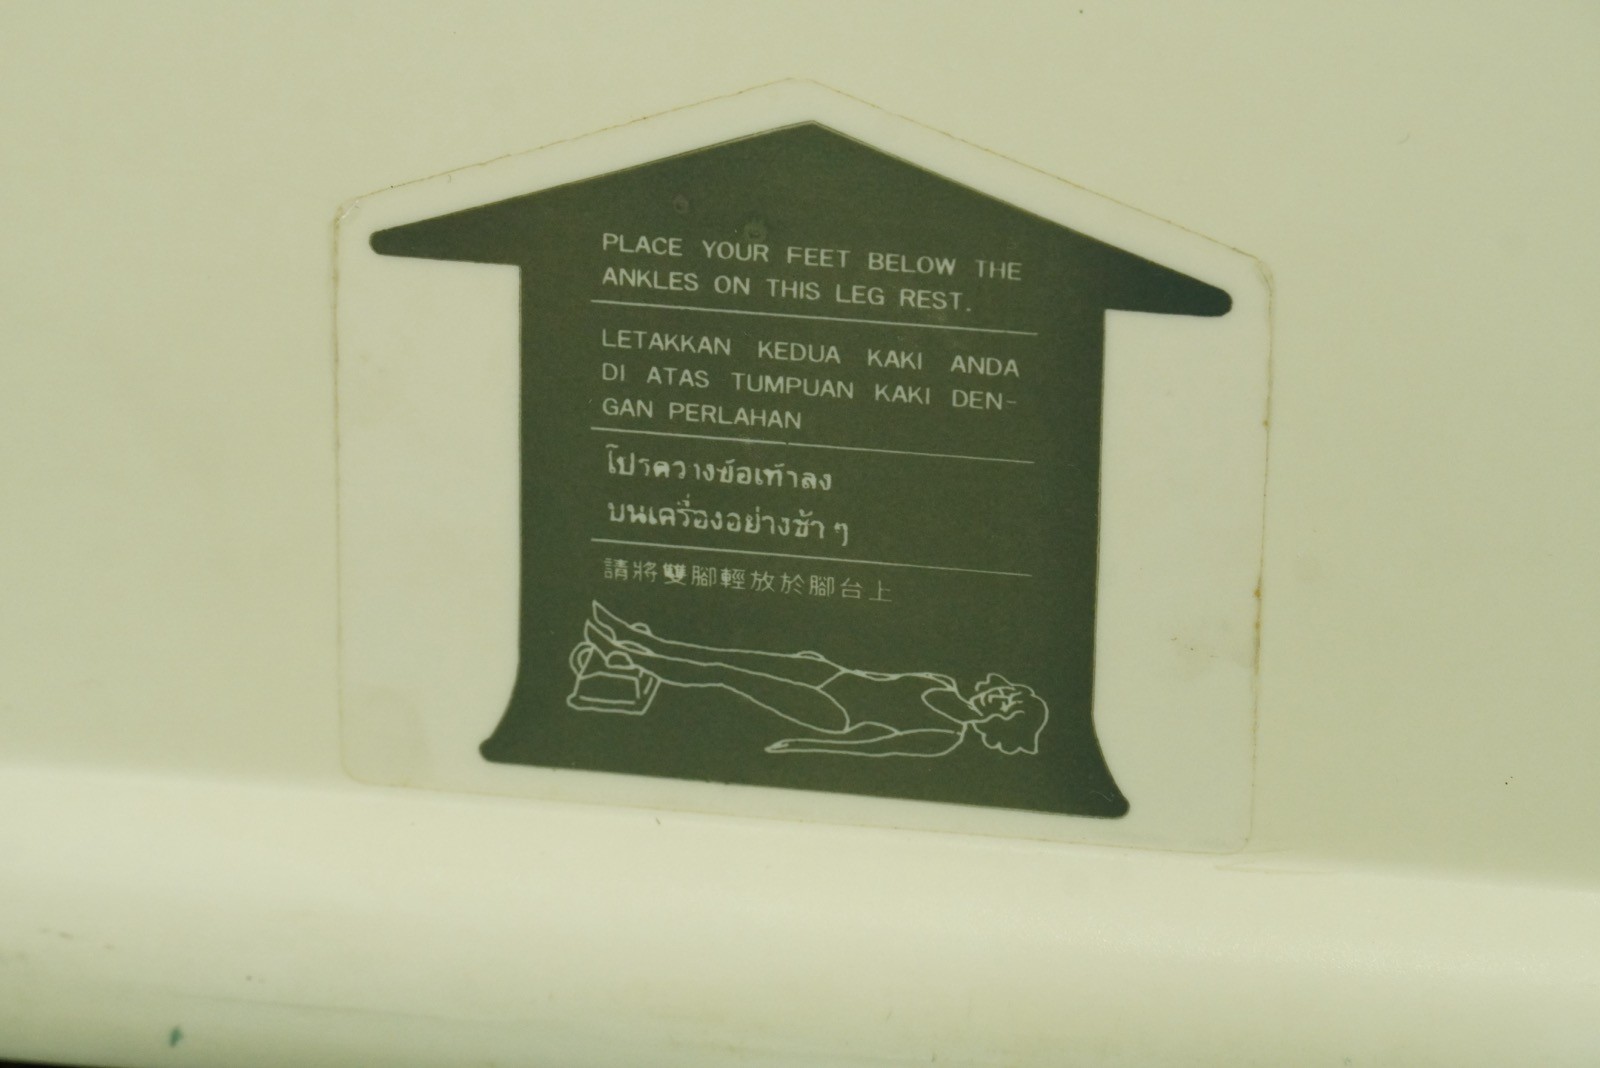 PLACE YOUR FEET BELOW THE
ANKLES ON THIS LEG REST.
LETAKKAN KEDUA KAKI ANDA
DI ATAS TUMPUAN KAKI DEN-
GAN PERLAHAN
โปรดวางข้อเท้าลง
บนเครื่องอย่างช้า ๆ
請將雙腳輕放於腳台上